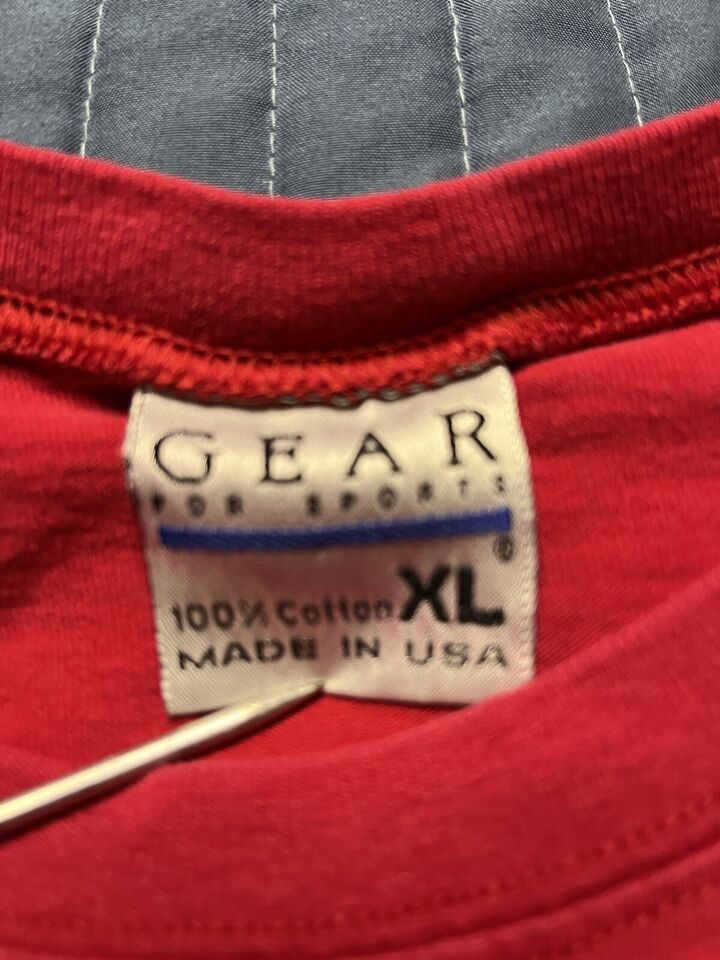 GEAR
FOR SPORTS
®
100% Cotton XL
MADE IN USA